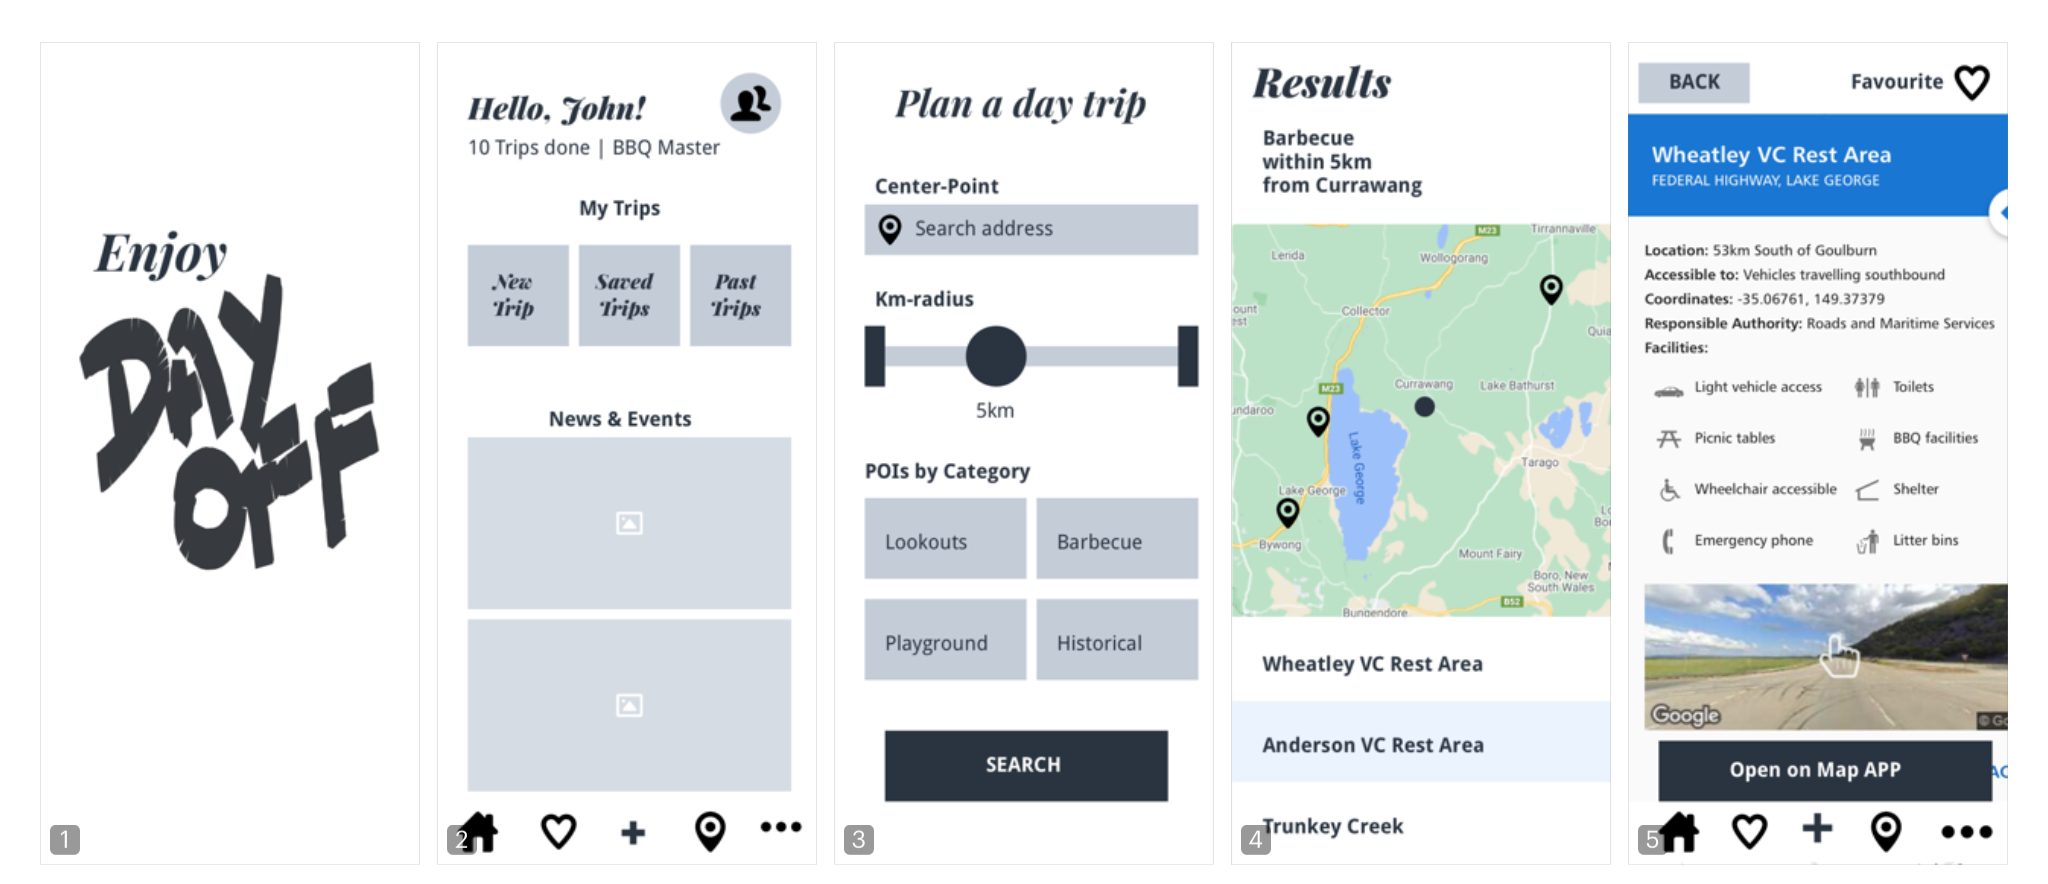 Enjoy
DAY
OFF
1
Hello, John!
10 Trips done | BBQ Master
My Trips
New
Trip
Saved
Trips
Past
Trips
News & Events
2
Plan a day trip
Center-Point
Search address
Km-radius
5km
POIs by Category
Lookouts
Barbecue
Playground
Historical
SEARCH
3
Results
Barbecue
within 5km
from Currawang
M23
Tirrannaville
Lerida
Wollogorang
Collector
M23
Currawang
Lake Bathurst
Lake George
Tarago
Lake George
Bywong
Mount Fairy
Boro, New
South Wales
B52
Bungendore
Wheatley VC Rest Area
Anderson VC Rest Area
Trunkey Creek
4
BACK
Favourite
Wheatley VC Rest Area
FEDERAL HIGHWAY, LAKE GEORGE
Location: 53km South of Goulburn
Accessible to: Vehicles travelling southbound
Coordinates: -35.06761, 149.37379
Responsible Authority: Roads and Maritime Services
Facilities:
Light vehicle access
Toilets
Picnic tables
BBQ facilities
Wheelchair accessible
Shelter
Emergency phone
Litter bins
Google
Open on Map APP
5